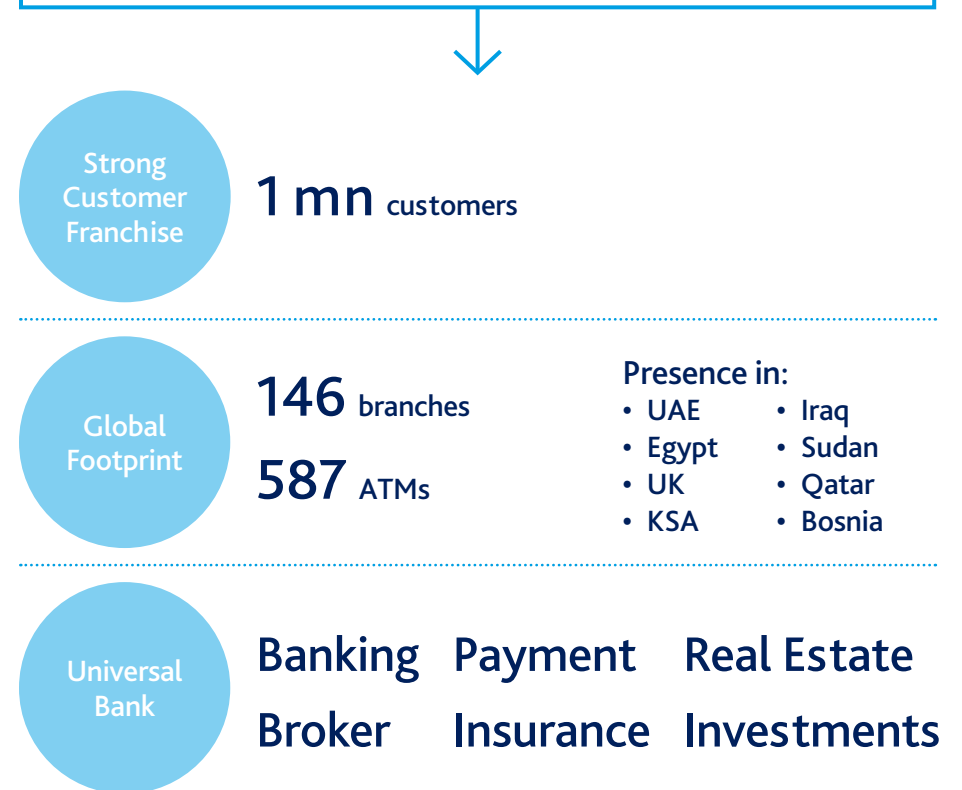 Strong
Customer
Franchise
1 mn customers
Global
Footprint
146 branches
587 ATMs
Presence in:
• UAE
• Egypt
• UK
• KSA
• Iraq
• Sudan
• Qatar
• Bosnia
Universal
Bank
Banking Payment Real Estate
Broker Insurance Investments